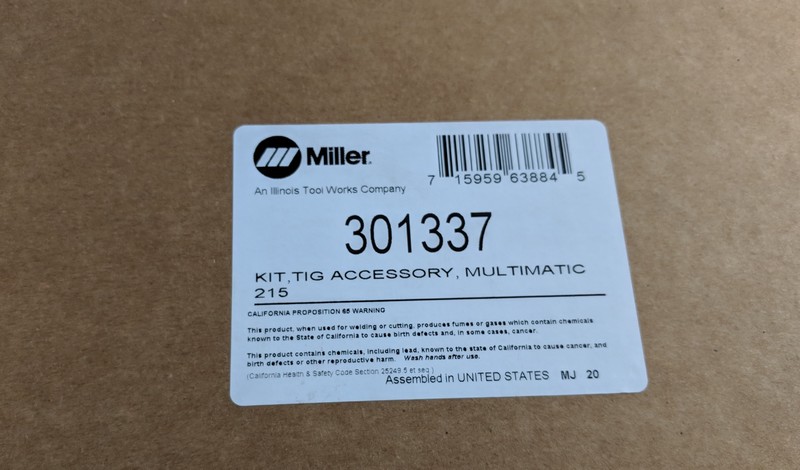 Miller®
7 15959 63884 5
An Illinois Tool Works Company
301337
KIT,TIG ACCESSORY, MULTIMATIC
215
CALIFORNIA PROPOSITION 65 WARNING
This product, when used for welding or cutting, produces fumes or gases which contain chemicals
known to the State of California to cause birth defects and, in some cases, cancer.
This product contains chemicals, including lead, known to the state of California to cause cancer, and
birth defects or other reproductive harm. Wash hands after use.
(California Health & Safety Code Section 25249.5 et seq.)
Assembled in UNITED STATES MJ 20